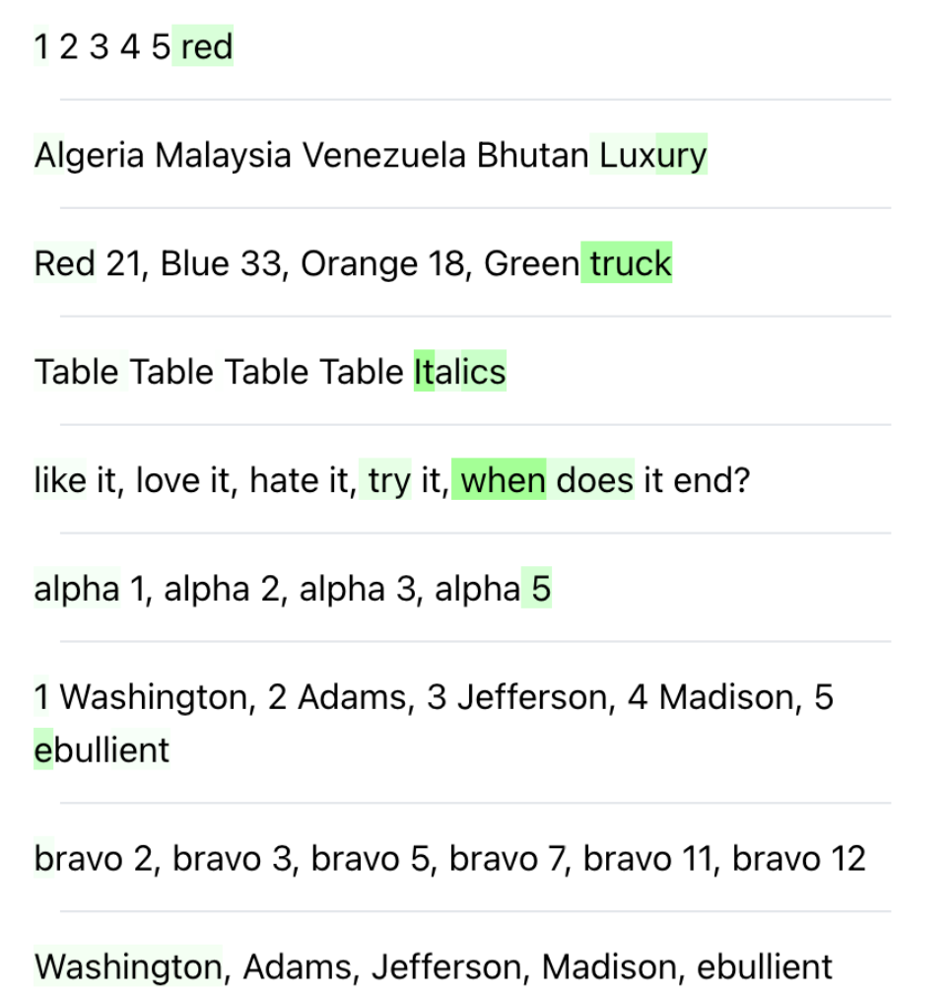 1 2 3 4 5 red
Algeria Malaysia Venezuela Bhutan Luxury
Red 21, Blue 33, Orange 18, Green truck
Table Table Table Table Italics
like it, love it, hate it, try it, when does it end?
alpha 1, alpha 2, alpha 3, alpha 5
1 Washington, 2 Adams, 3 Jefferson, 4 Madison, 5
ebullient
bravo 2, bravo 3, bravo 5, bravo 7, bravo 11, bravo 12
Washington, Adams, Jefferson, Madison, ebullient